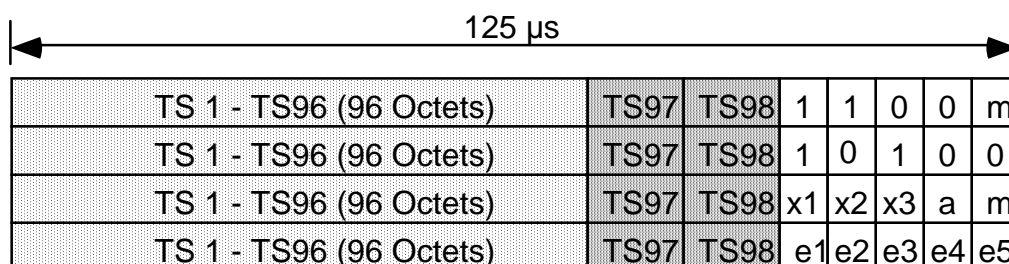 125 µs
TS 1 - TS96 (96 Octets) TS97 TS98 1 1 0 0 m
TS 1 - TS96 (96 Octets) TS97 TS98 1 0 1 0 0
TS 1 - TS96 (96 Octets) TS97 TS98 x1 x2 x3 a m
TS 1 - TS96 (96 Octets) TS97 TS98 e1 e2 e3 e4 e5